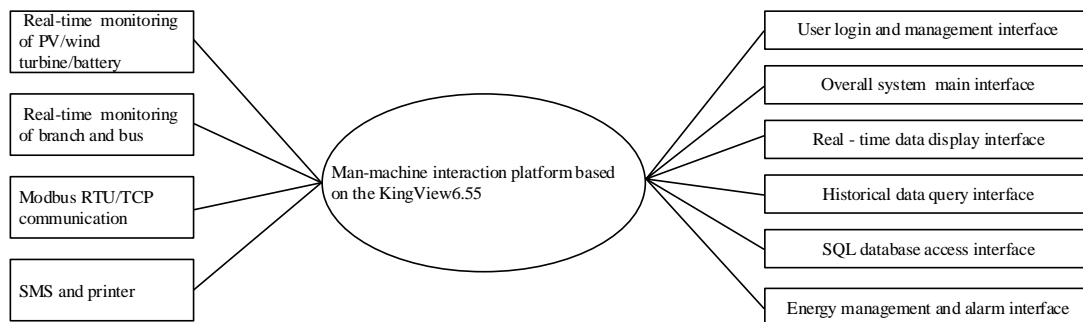 Real-time monitoring
of PV/wind
turbine/battery
Real-time monitoring
of branch and bus
Modbus RTU/TCP
communication
SMS and printer
Man-machine interaction platform based
on the KingView6.55
User login and management interface
Overall system main interface
Real - time data display interface
Historical data query interface
SQL database access interface
Energy management and alarm interface